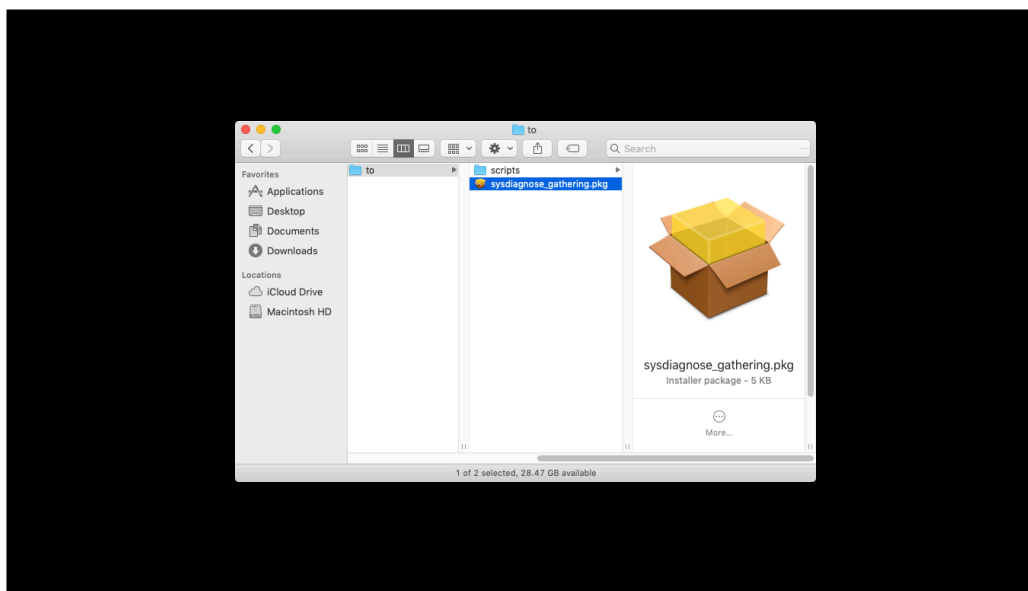 to
Search
Favorites
Applications
Desktop
Documents
Downloads
Locations
iCloud Drive
Macintosh HD
to
scripts
sysdiagnose_gathering.pkg
sysdiagnose_gathering.pkg
Installer package - 5 KB
More...
1 of 2 selected, 28.47 GB available